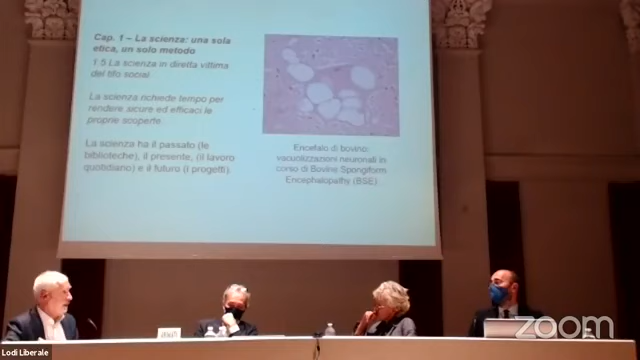 Cap. 1 – La scienza: una sola
etica, un solo metodo
1.5 La scienza in diretta vittima
del tifo social
La scienza richiede tempo per
rendere sicure ed efficaci le
proprie scoperte
La scienza ha il passato (le
biblioteche), il presente, (il lavoro
quotidiano) e il futuro (i progetti).
Encefalo di bovino:
vacuolizzazioni neuronali in
corso di Bovine Spongiform
Encephalopathy (BSE)
Lodi Liberale
zoom